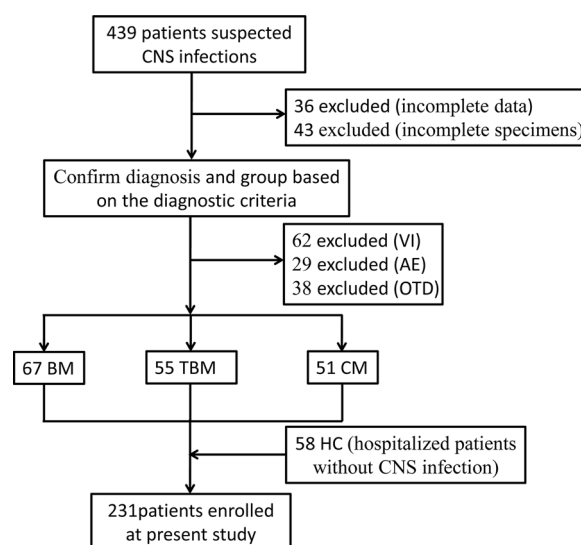 439 patients suspected
CNS infections
36 excluded (incomplete data)
43 excluded (incomplete specimens)
Confirm diagnosis and group based
on the diagnostic criteria
62 excluded (VI)
29 excluded (AE)
38 excluded (OTD)
67 BM
55 TBM
51 CM
58 HC (hospitalized patients
without CNS infection)
231patients enrolled
at present study